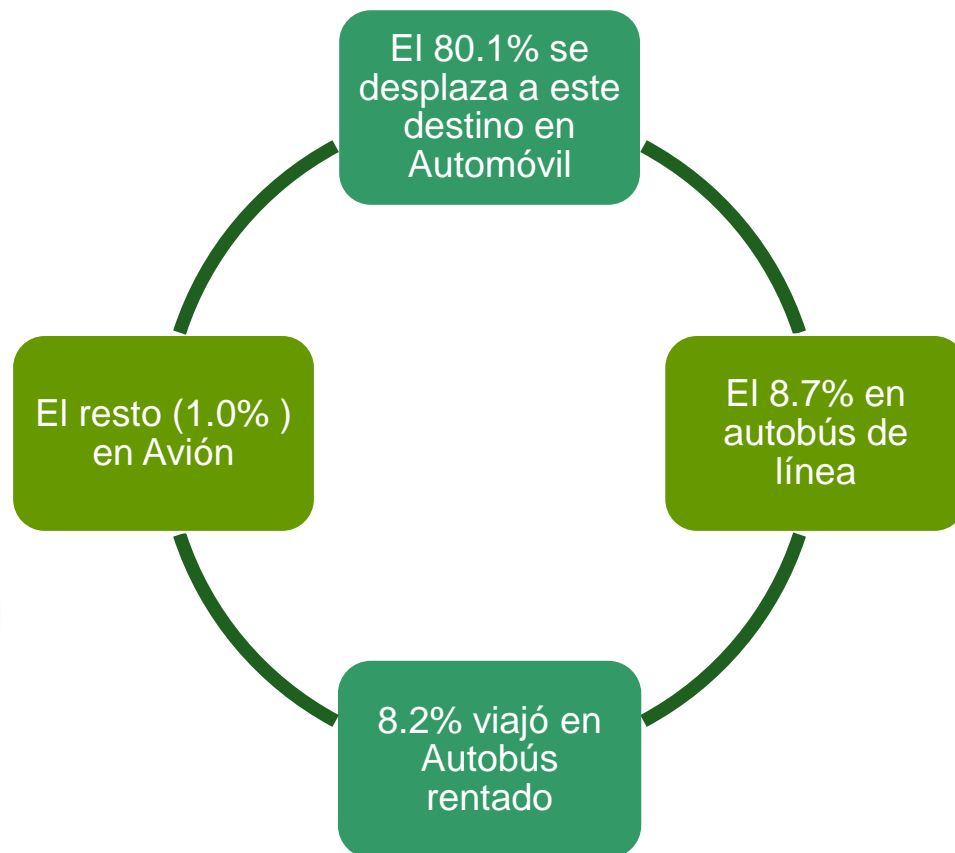 El 80.1% se
desplaza a este
destino en
Automóvil
El resto (1.0% )
en Avión
El 8.7% en
autobús de
línea
8.2% viajó en
Autobús
rentado